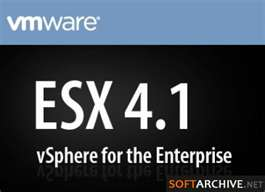 vmware®
ESX 4.1
vSphere for the Enterprise
SOFTARCHIVE.NET